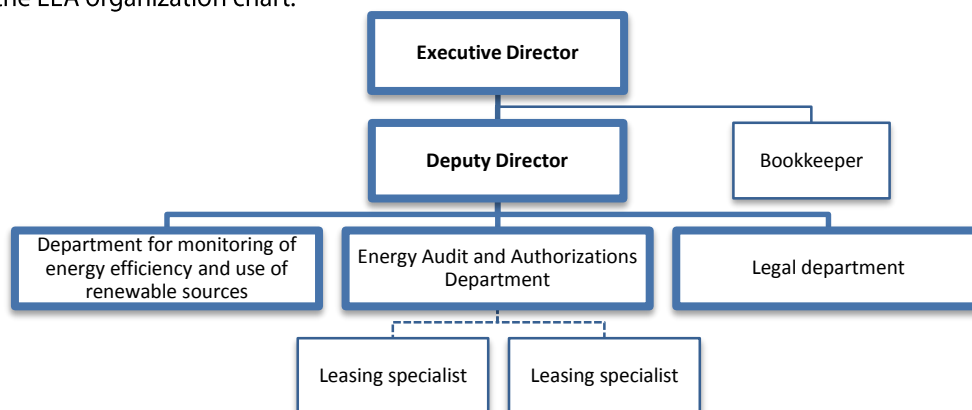 the EEA organization chart.
Executive Director
Deputy Director
Bookkeeper
Department for monitoring of
energy efficiency and use of
renewable sources
Energy Audit and Authorizations
Department
Legal department
Leasing specialist
Leasing specialist